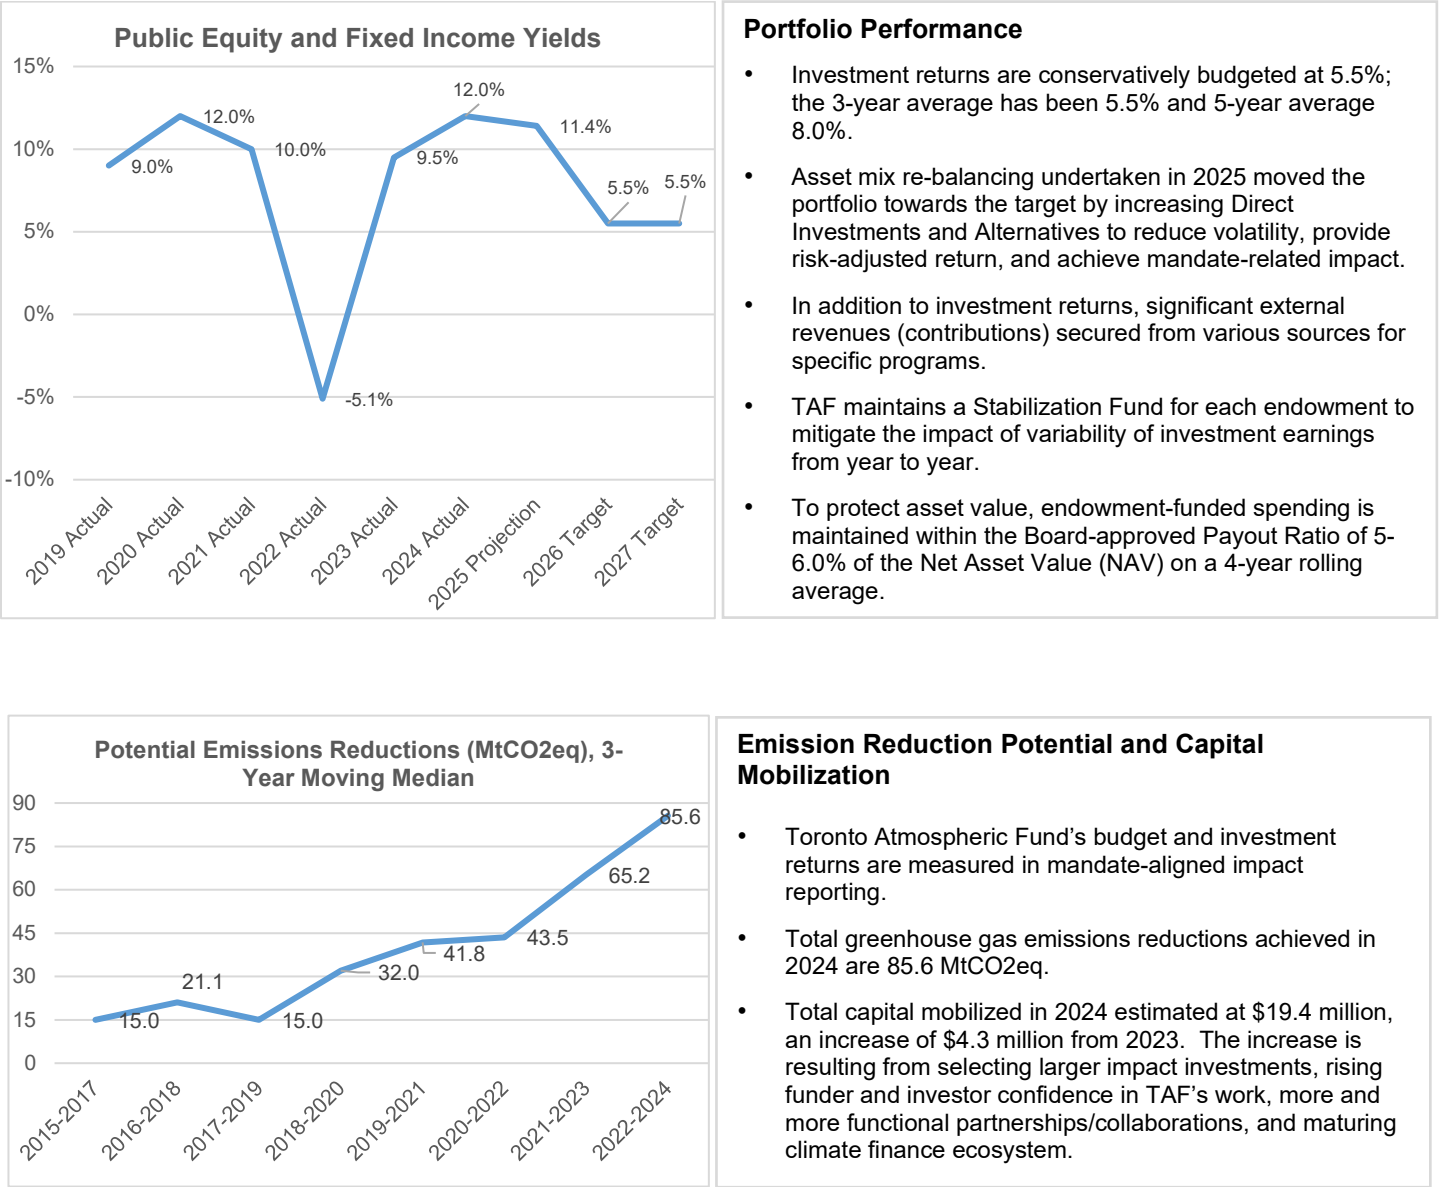 Public Equity and Fixed Income Yields
15%
10%
5%
0%
-5%
-10%
9.0%
12.0%
10.0%
-5.1%
9.5%
12.0%
11.4%
5.5%
5.5%
2019 Actual
2020 Actual
2021 Actual
2022 Actual
2023 Actual
2024 Actual
2025 Projection
2026 Target
2027 Target
Portfolio Performance
• Investment returns are conservatively budgeted at 5.5%;
the 3-year average has been 5.5% and 5-year average
8.0%.
• Asset mix re-balancing undertaken in 2025 moved the
portfolio towards the target by increasing Direct
Investments and Alternatives to reduce volatility, provide
risk-adjusted return, and achieve mandate-related impact.
• In addition to investment returns, significant external
revenues (contributions) secured from various sources for
specific programs.
• TAF maintains a Stabilization Fund for each endowment to
mitigate the impact of variability of investment earnings
from year to year.
• To protect asset value, endowment-funded spending is
maintained within the Board-approved Payout Ratio of 5-
6.0% of the Net Asset Value (NAV) on a 4-year rolling
average.
Potential Emissions Reductions (MtCO2eq), 3-
Year Moving Median
90
75
60
45
30
15
0
15.0
21.1
15.0
32.0
41.8
43.5
65.2
85.6
2015-2017
2016-2018
2017-2019
2018-2020
2019-2021
2020-2022
2021-2023
2022-2024
Emission Reduction Potential and Capital
Mobilization
• Toronto Atmospheric Fund’s budget and investment
returns are measured in mandate-aligned impact
reporting.
• Total greenhouse gas emissions reductions achieved in
2024 are 85.6 MtCO2eq.
• Total capital mobilized in 2024 estimated at $19.4 million,
an increase of $4.3 million from 2023.  The increase is
resulting from selecting larger impact investments, rising
funder and investor confidence in TAF’s work, more and
more functional partnerships/collaborations, and maturing
climate finance ecosystem.